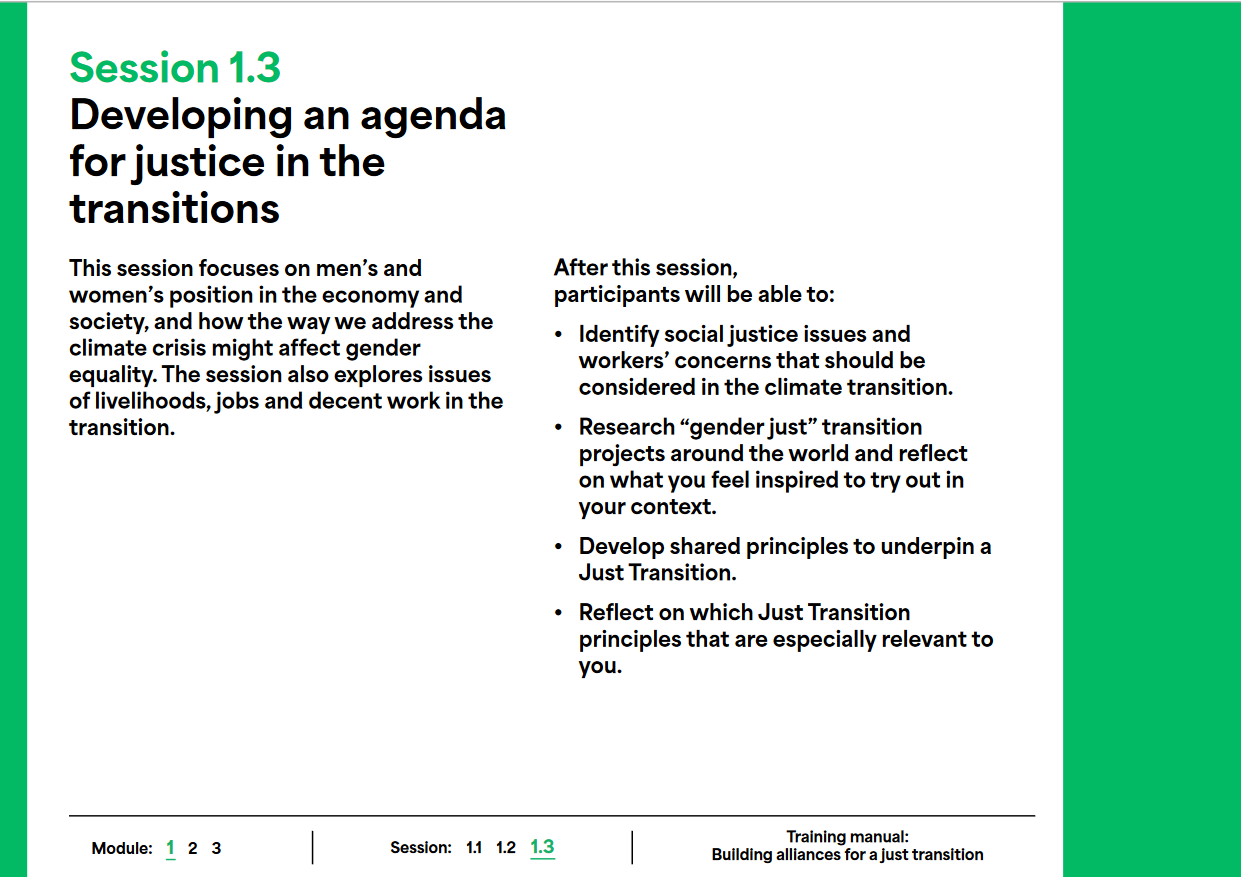 Session 1.3
Developing an agenda
for justice in the
transitions
This session focuses on men’s and
women’s position in the economy and
society, and how the way we address the
climate crisis might affect gender
equality. The session also explores issues
of livelihoods, jobs and decent work in the
transition.
After this session,
participants will be able to:
• Identify social justice issues and
workers’ concerns that should be
considered in the climate transition.
• Research “gender just” transition
projects around the world and reflect
on what you feel inspired to try out in
your context.
• Develop shared principles to underpin a
Just Transition.
• Reflect on which Just Transition
principles that are especially relevant to
you.
Module: 1 2 3
Session: 1.1 1.2 1.3
Training manual:
Building alliances for a just transition